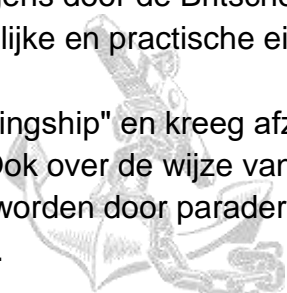 gens door de Britsche
lijke en practische ei
ingship" en kreeg afz
Ook over de wijze van
worden door parader
.